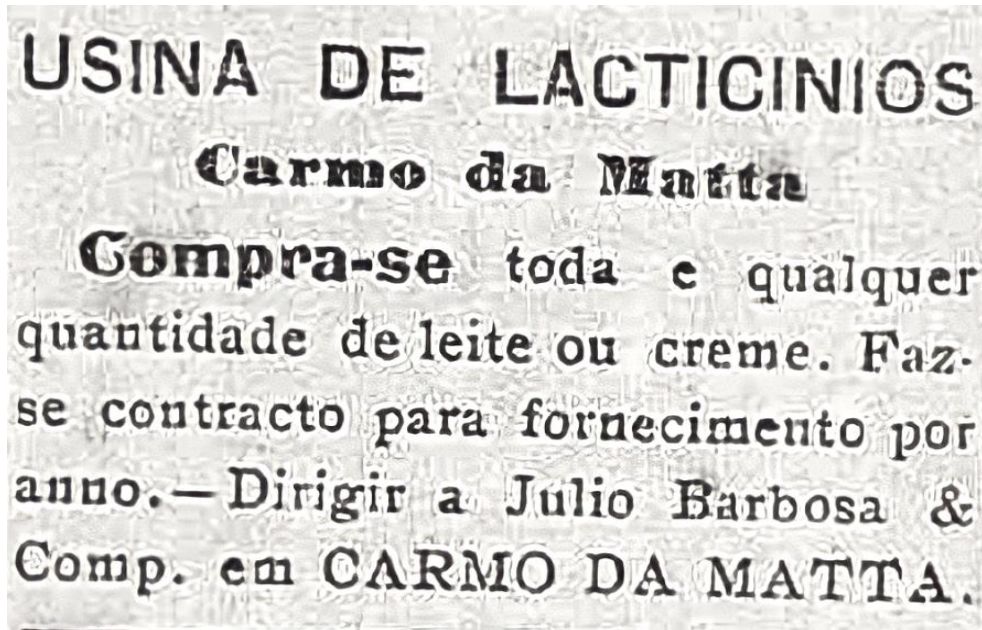 USINA DE LACTICINIOS
Carmo da Matta
Compra-se toda e qualquer
quantidade de leite ou creme. Faz-
se contracto para fornecimento por
anno.—Dirigir a Julio Barbosa &
Comp. em CARMO DA MATTA.